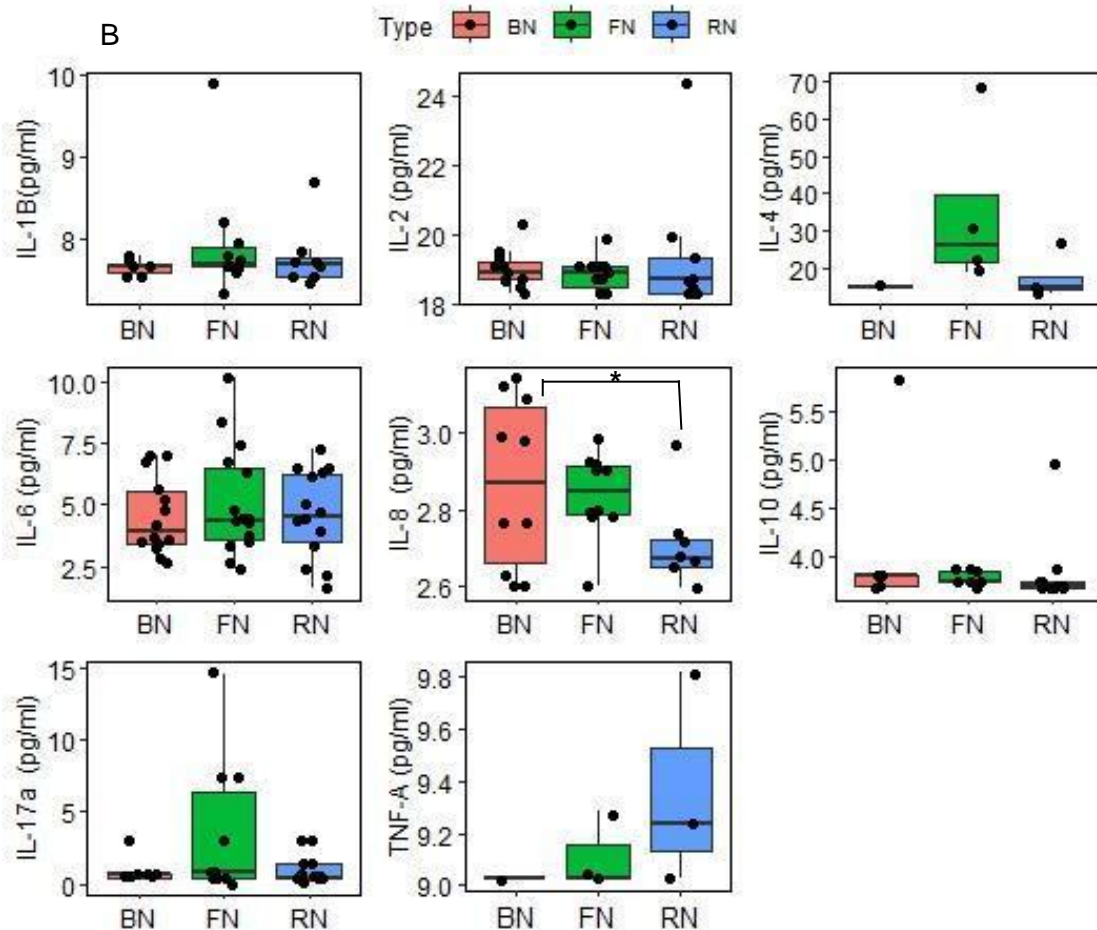 B
Type BN FN RN
IL-1B(pg/ml)
10
9
8
BN FN RN
IL-2 (pg/ml)
24
22
20
18
BN FN RN
IL-4 (pg/ml)
70
60
50
40
30
20
BN FN RN
IL-6 (pg/ml)
10.0
7.5
5.0
2.5
BN FN RN
IL-8 (pg/ml)
3.0
2.8
2.6
*
BN FN RN
IL-10 (pg/ml)
5.5
5.0
4.5
4.0
BN FN RN
IL-17a (pg/ml)
15
10
5
0
BN FN RN
TNF-A (pg/ml)
9.8
9.6
9.4
9.2
9.0
BN FN RN